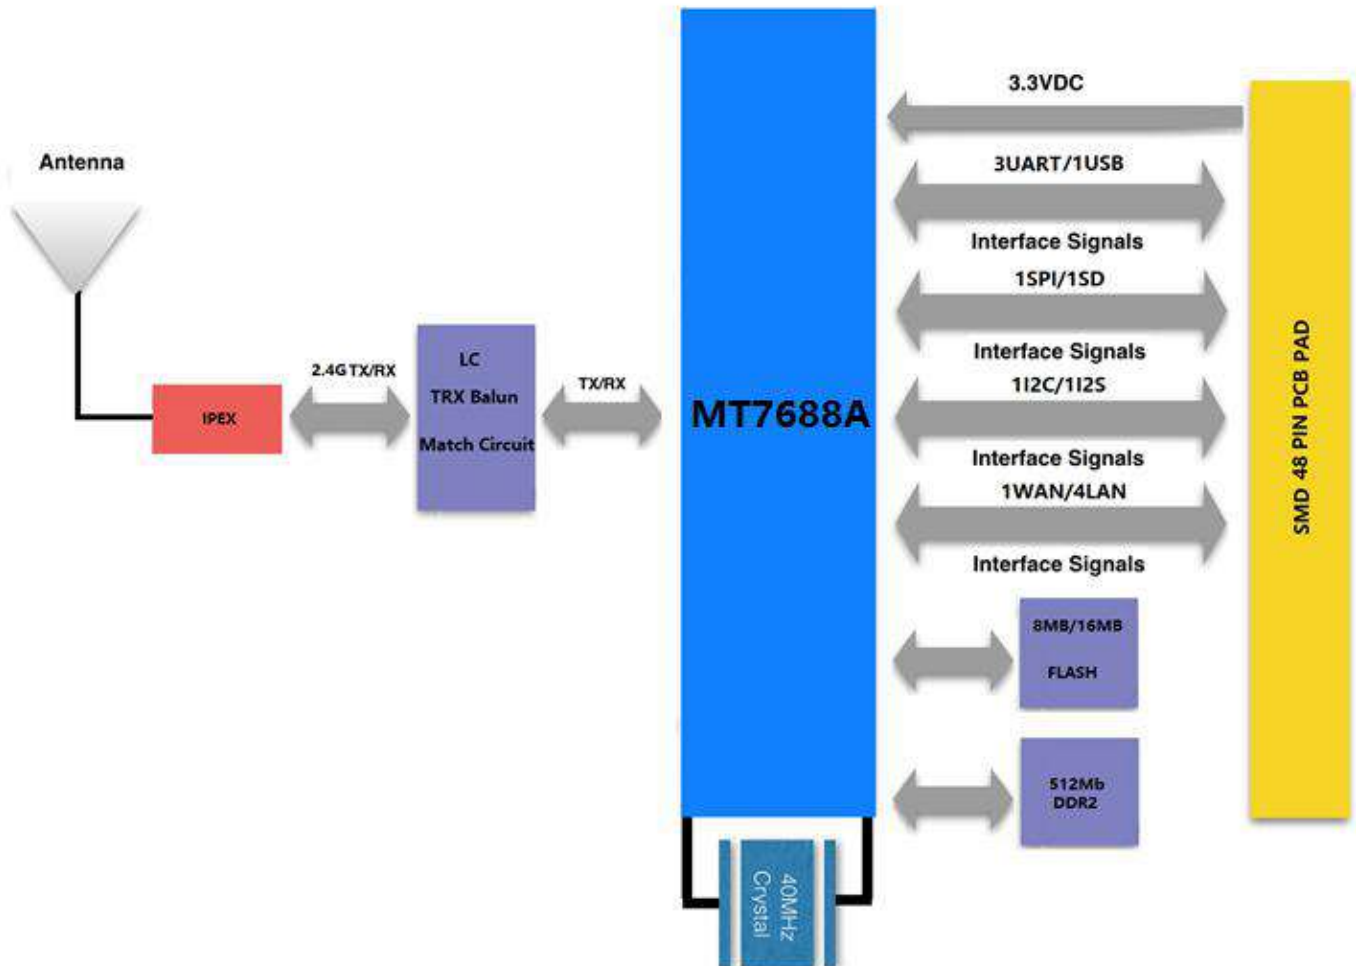 Antenna
IPEX
2.4G TX/RX
LC
TRX Balun
Match Circuit
TX/RX
MT7688A
3.3VDC
3UART/1USB
Interface Signals
1SPI/1SD
Interface Signals
1I2C/1I2S
Interface Signals
1WAN/4LAN
Interface Signals
8MB/16MB
FLASH
512Mb
DDR2
SMD 48 PIN PCB PAD
40MHz
Crystal